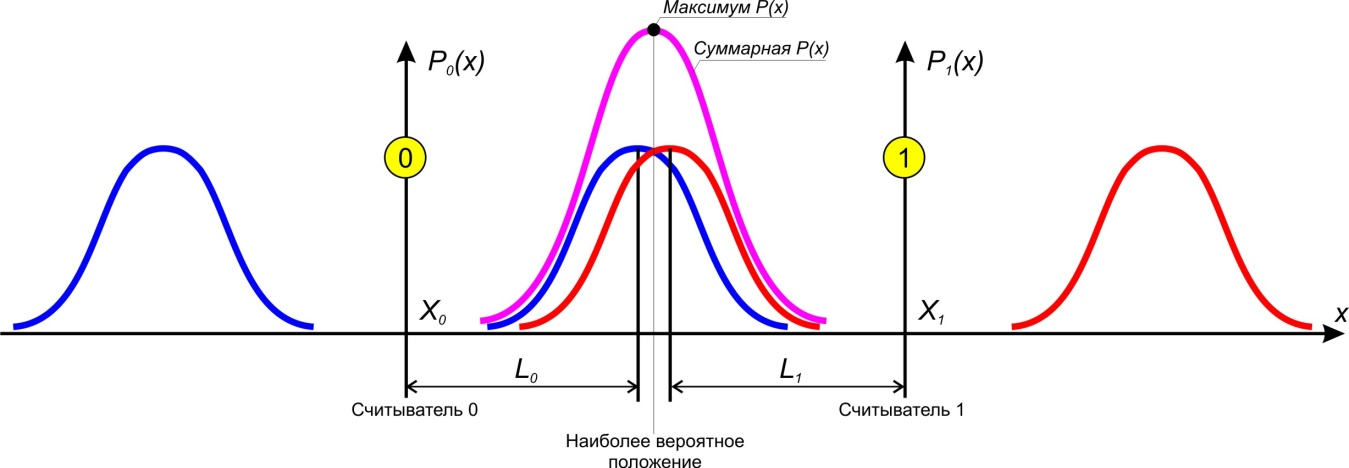 Максимум P(x)
Суммарная P(x)
P₀(x)
P₁(x)
0
1
X₀
X₁
x
L₀
L₁
Считыватель 0
Считыватель 1
Наиболее вероятное
положение